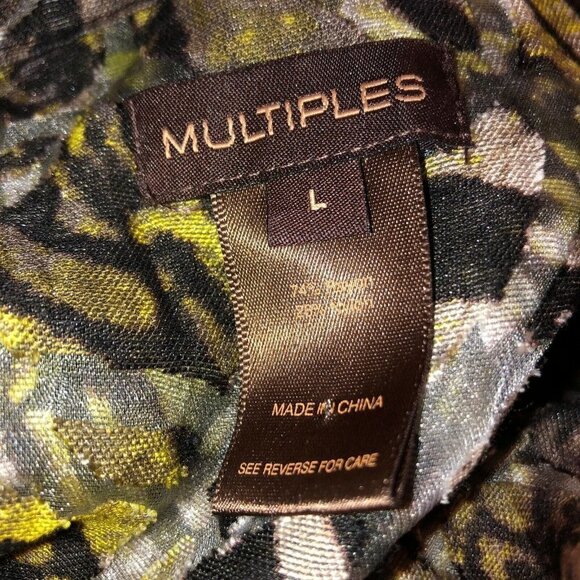 MULTIPLES
L
MADE IN CHINA
SEE REVERSE FOR CARE